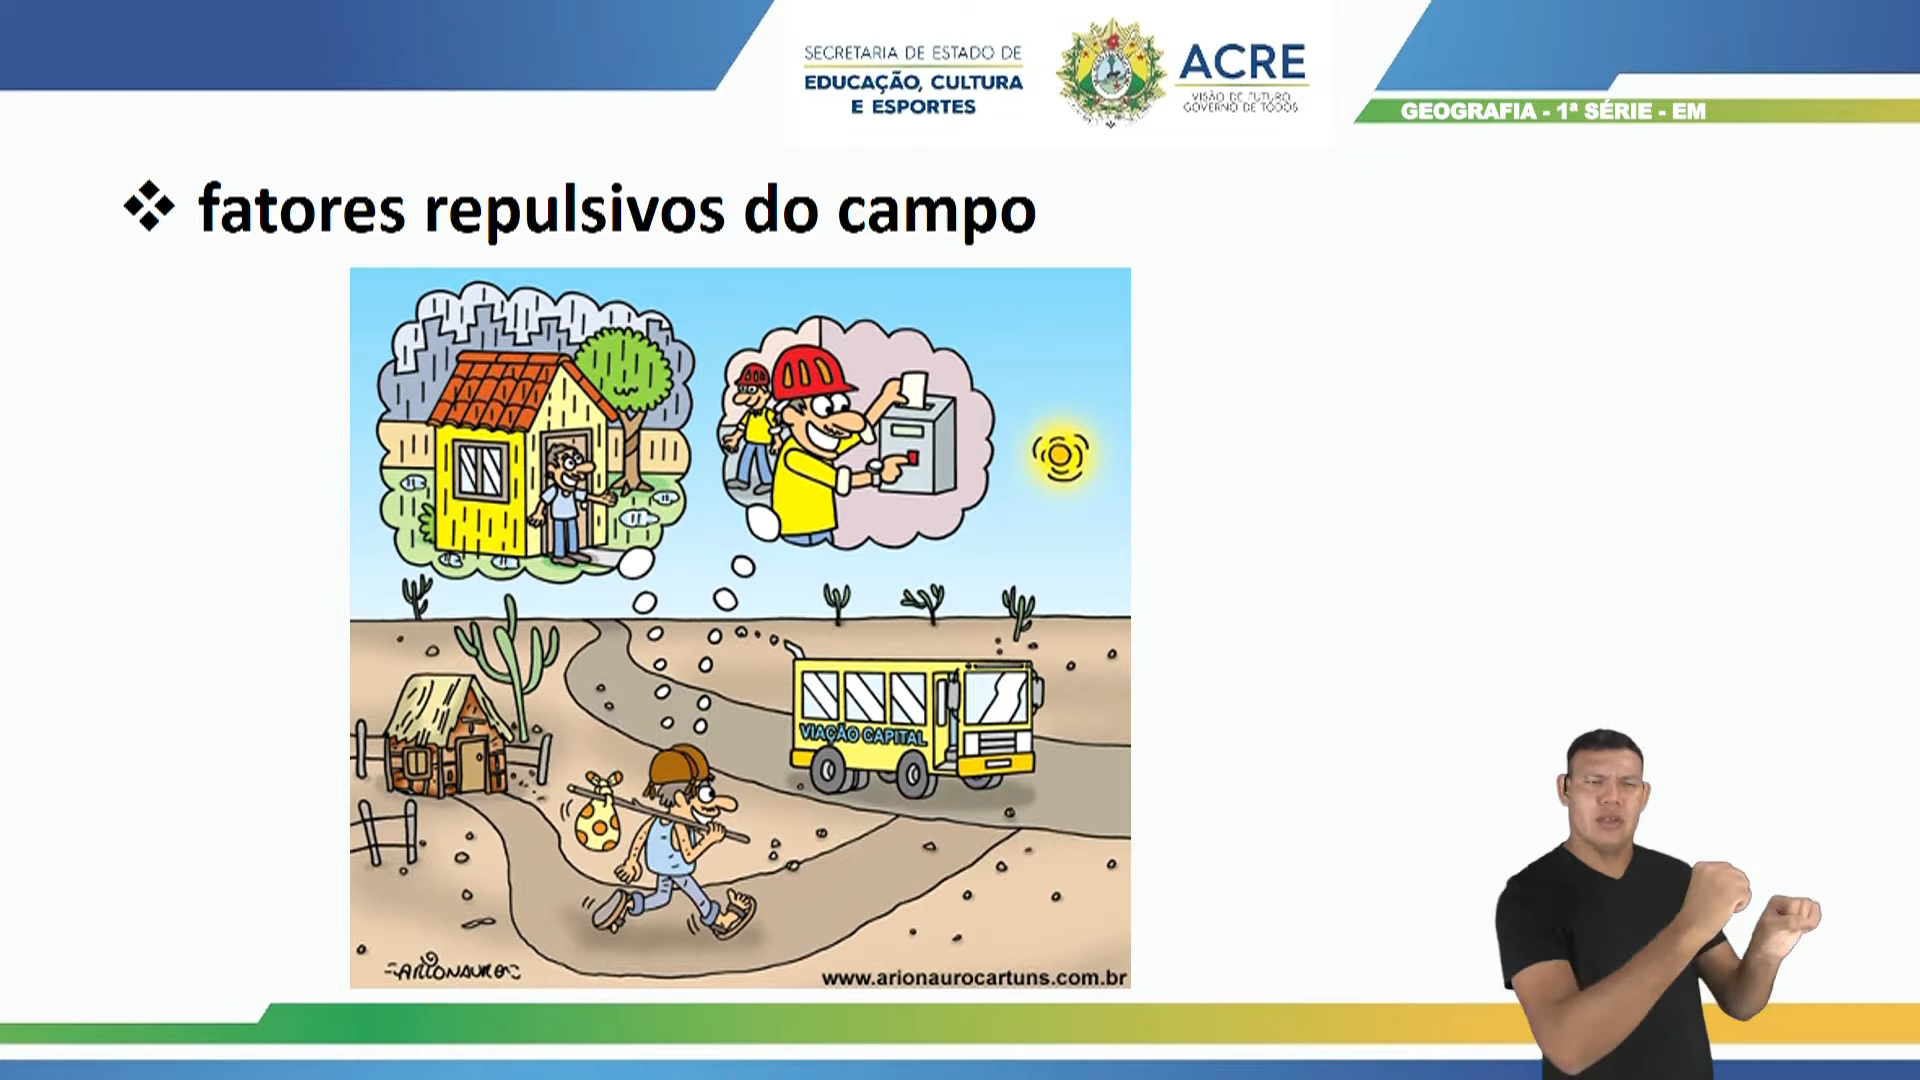 SECRETARIA DE ESTADO DE
EDUCAÇÃO, CULTURA
E ESPORTES
ACRE
VISÃO DE FUTURO,
GOVERNO DE TODOS
GEOGRAFIA - 1ª SÉRIE - EM
❖ fatores repulsivos do campo
VIAÇÃO CAPITAL
-ARIONAURO-
www.arionaurocartuns.com.br